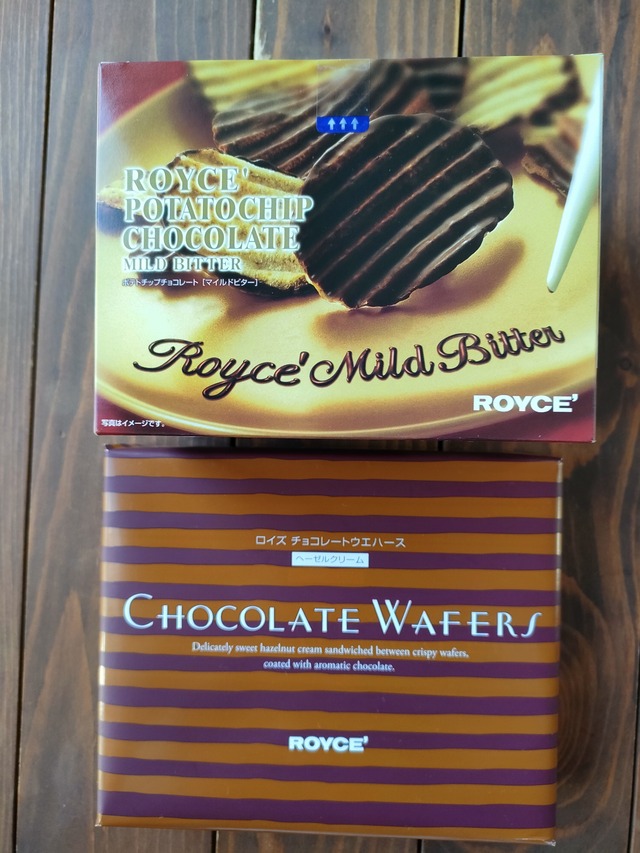 ROYCE'
POTATOCHIP
CHOCOLATE
MILD BITTER
ポテトチップチョコレート [マイルドビター]
Royce' Mild Bitter
ROYCE'
写真はイメージです。
ロイズ チョコレートウエハース
ヘーゼルクリーム
CHOCOLATE WAFERS
Delicately sweet hazelnut cream sandwiched between crispy wafers,
coated with aromatic chocolate.
ROYCE'